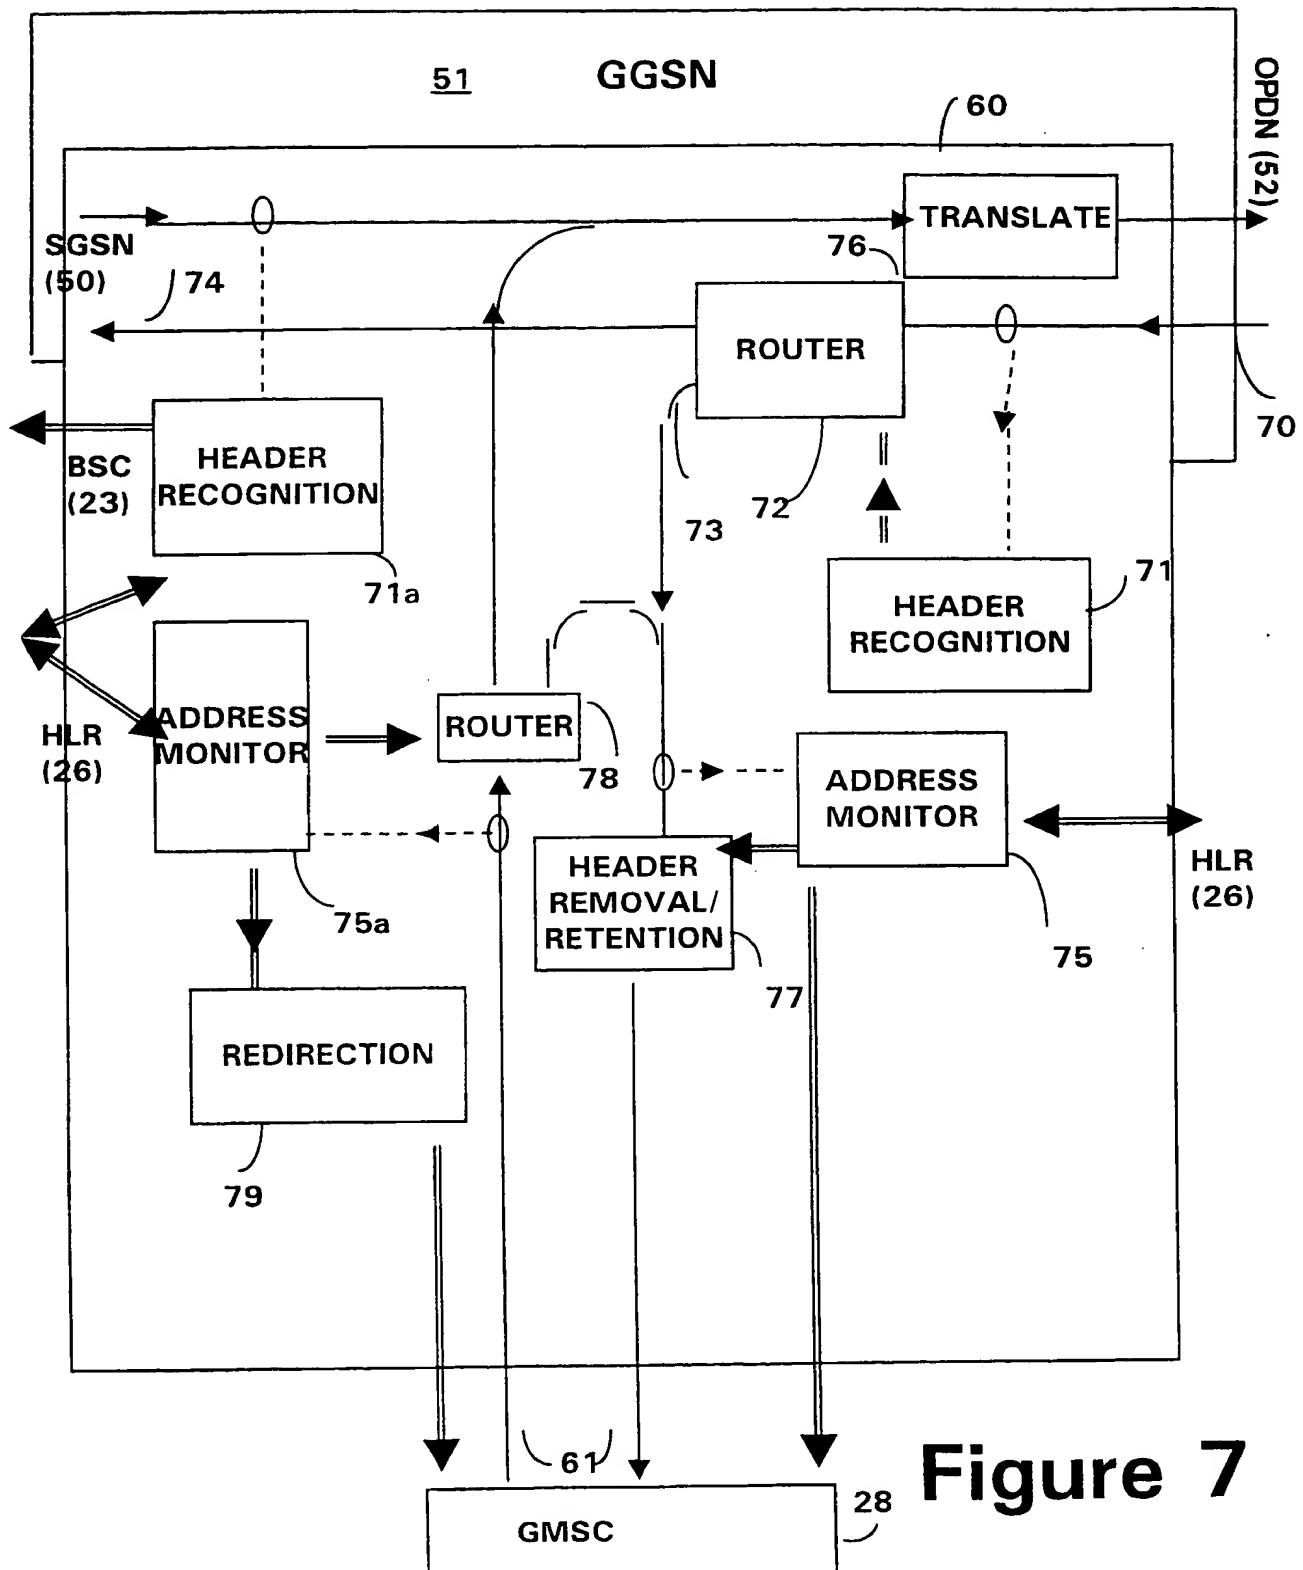 51 GGSN
OPDN (52)
60
TRANSLATE
SGSN
(50)
74
76
ROUTER
70
HEADER
RECOGNITION
BSC
(23)
71a
72
73
71
HEADER
RECOGNITION
ADDRESS
MONITOR
HLR
(26)
ROUTER
78
ADDRESS
MONITOR
HLR
(26)
HEADER
REMOVAL/
RETENTION
75a
75
77
REDIRECTION
79
61
GMSC
28
Figure 7